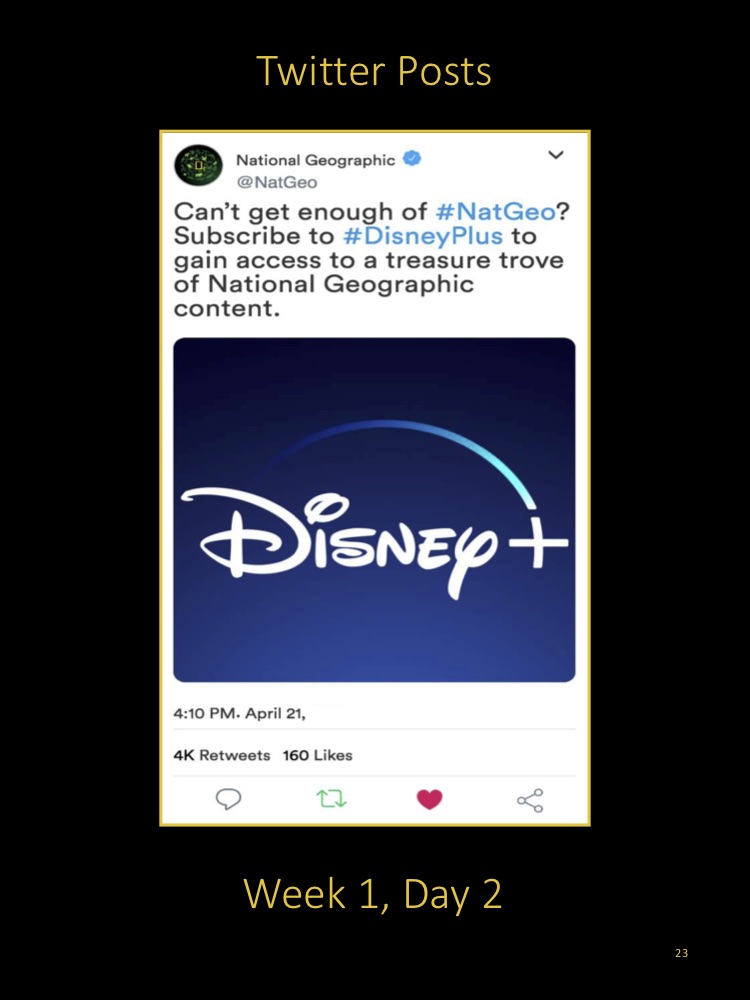 Twitter Posts
National Geographic
@NatGeo
Can't get enough of #NatGeo?
Subscribe to #DisneyPlus to
gain access to a treasure trove
of National Geographic
content.
Disney+
4:10 PM. April 21,
4K Retweets 160 Likes
Week 1, Day 2
23